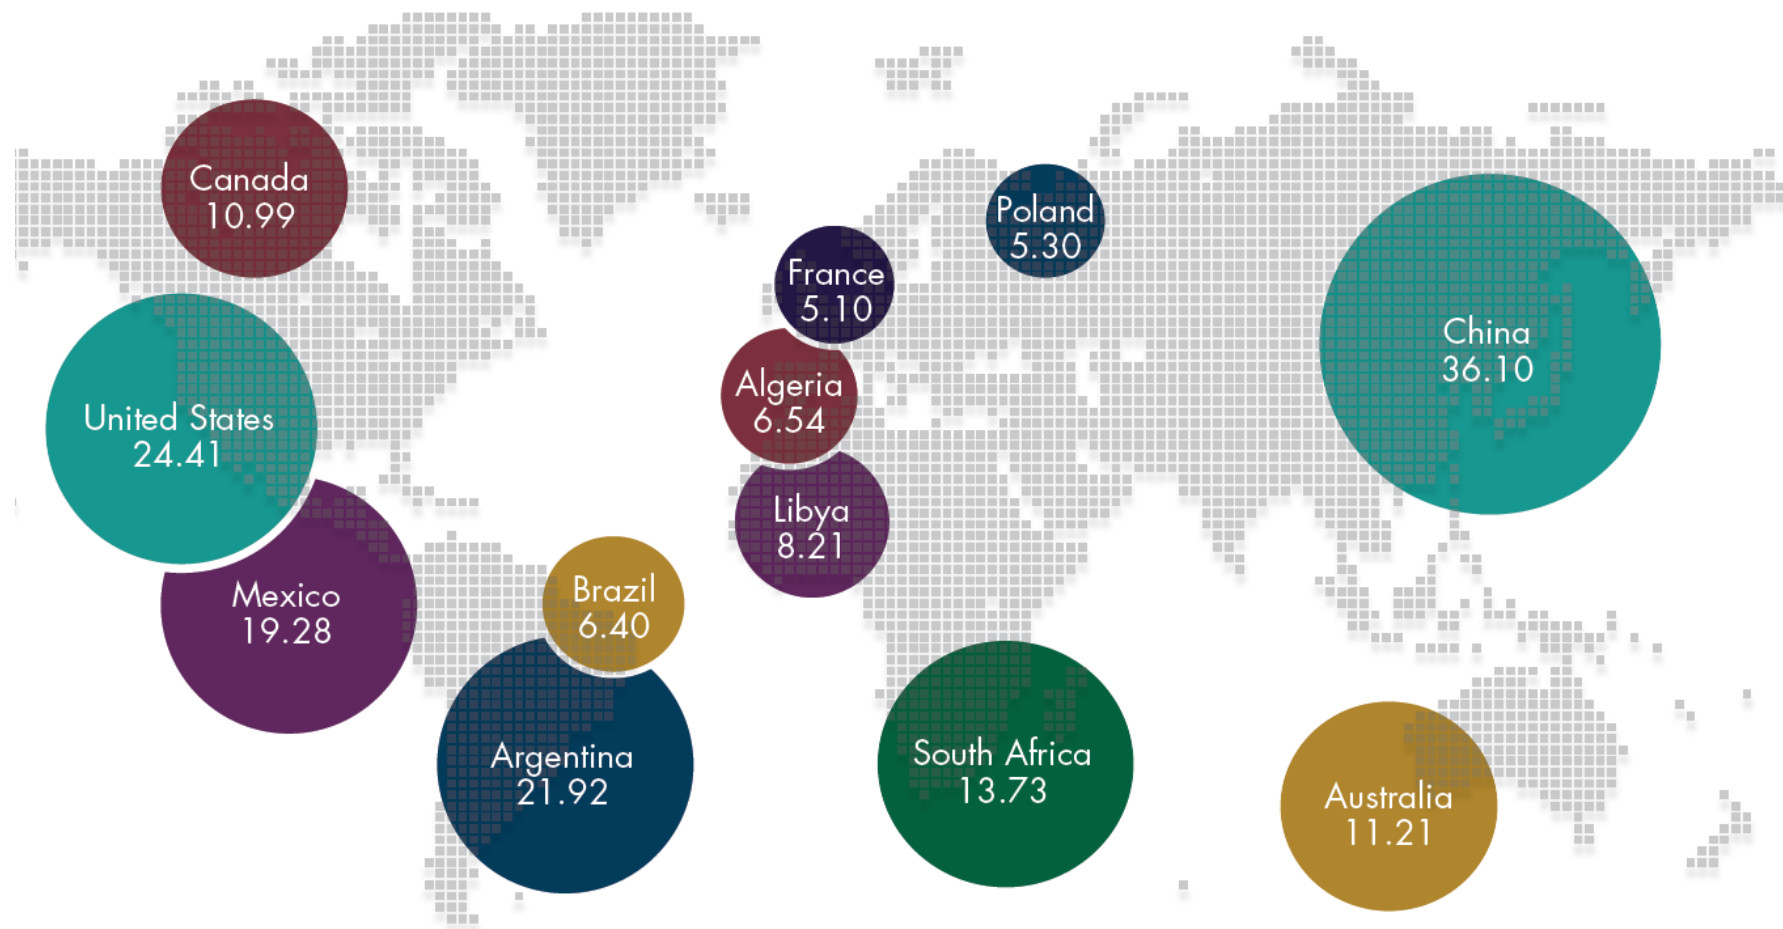 Canada
10.99
United States
24.41
Mexico
19.28
Brazil
6.40
Argentina
21.92
France
5.10
Poland
5.30
Algeria
6.54
Libya
8.21
South Africa
13.73
China
36.10
Australia
11.21